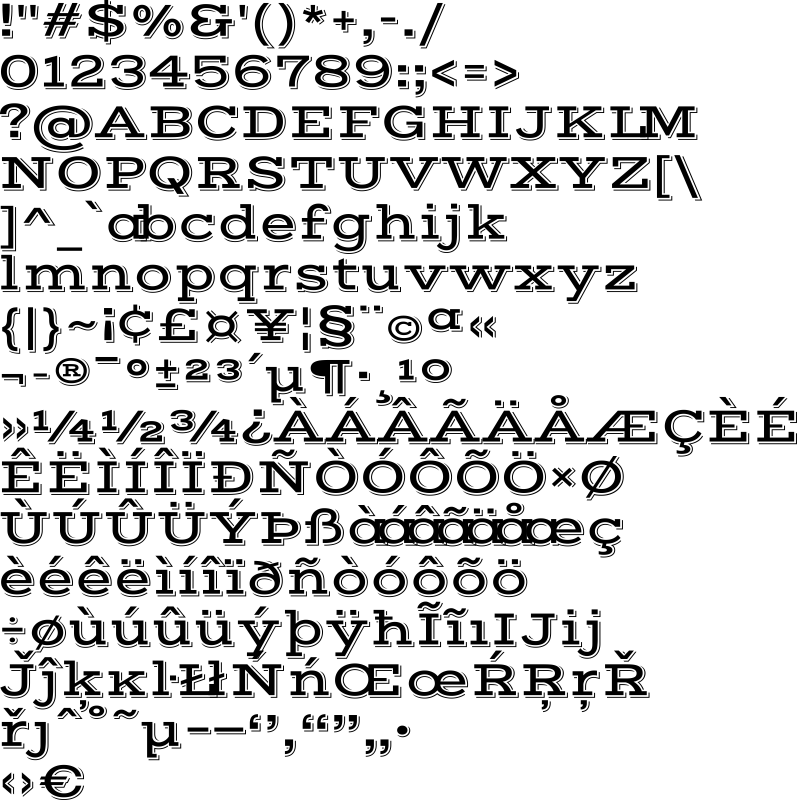 !"#$%&'()*+,-./
0123456789:;<=>
?@ABCDEFGHIJKLM
NOPQRSTUVWXYZ[\
]^_`abcdefghijk
lmnopqrstuvwxyz
{|}~¡¢£¤¥¦§¨©ª«
¬-®¯°±²³´µ¶·¸¹º
»¼½¾¿ÀÁÂÃÄÅÆÇÈÉ
ÊËÌÍÎÏÐÑÒÓÔÕÖ×Ø
ÙÚÛÜÝÞßàáâãäåæç
èéêëìíîïðñòóôõö
÷øùúûüýþÿħĨĩıĲĳ
ĴĵķĸŀŁłŃńŒœŔŖŗŘ
řȷˆ˚˜μ–—‘’‚“”„•
‹›€